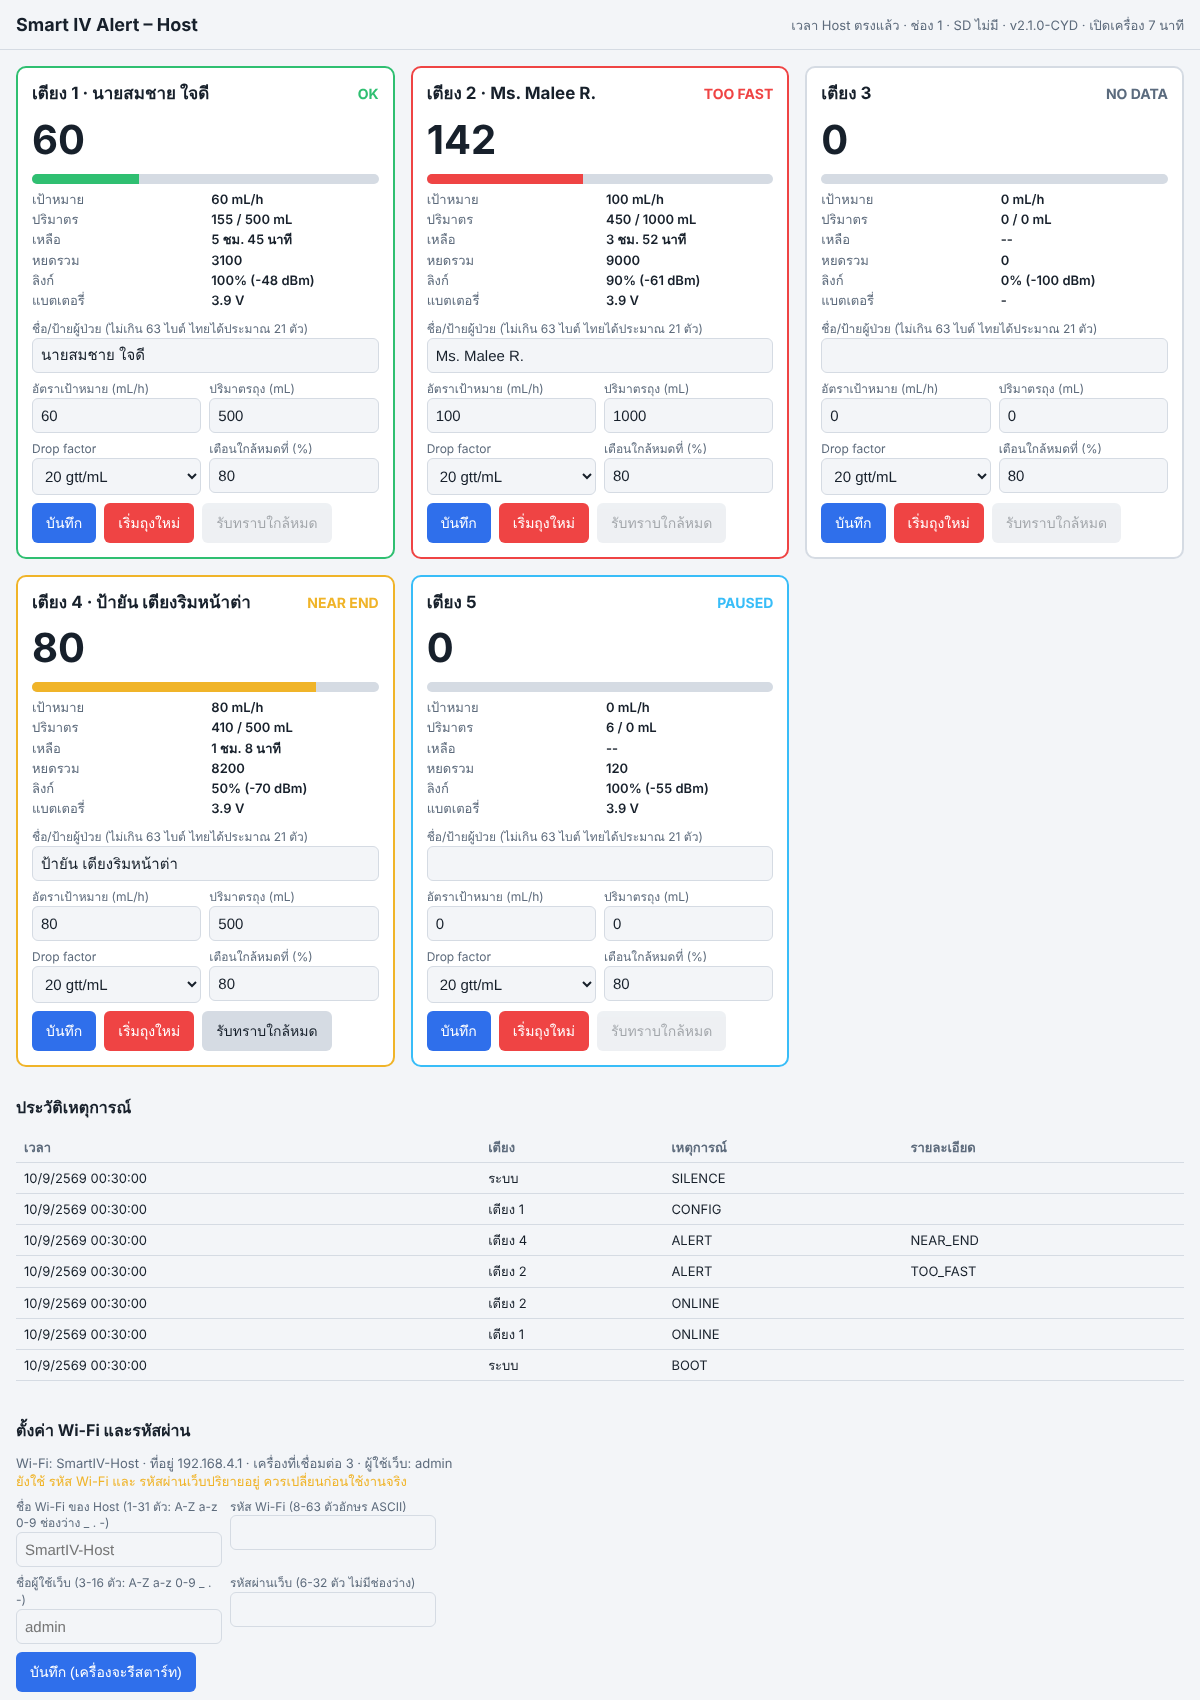 Smart IV Alert – Host
เวลา Host ตรงแล้ว · ช่อง 1 · SD ไม่มี · v2.1.0-CYD · เปิดเครื่อง 7 นาที
เตียง 1 · นายสมชาย ใจดี
OK
60
เป้าหมาย 60 mL/h
ปริมาตร 155 / 500 mL
เหลือ 5 ชม. 45 นาที
หยดรวม 3100
ลิงก์ 100% (-48 dBm)
แบตเตอรี่ 3.9 V
ชื่อ/ป้ายผู้ป่วย (ไม่เกิน 63 ไบต์ ไทยได้ประมาณ 21 ตัว)
นายสมชาย ใจดี
อัตราเป้าหมาย (mL/h) ปริมาตรถุง (mL)
60 500
Drop factor เตือนใกล้หมดที่ (%)
20 gtt/mL 80
บันทึก เริ่มถุงใหม่ รับทราบใกล้หมด
เตียง 2 · Ms. Malee R.
TOO FAST
142
เป้าหมาย 100 mL/h
ปริมาตร 450 / 1000 mL
เหลือ 3 ชม. 52 นาที
หยดรวม 9000
ลิงก์ 90% (-61 dBm)
แบตเตอรี่ 3.9 V
ชื่อ/ป้ายผู้ป่วย (ไม่เกิน 63 ไบต์ ไทยได้ประมาณ 21 ตัว)
Ms. Malee R.
อัตราเป้าหมาย (mL/h) ปริมาตรถุง (mL)
100 1000
Drop factor เตือนใกล้หมดที่ (%)
20 gtt/mL 80
บันทึก เริ่มถุงใหม่ รับทราบใกล้หมด
เตียง 3
NO DATA
0
เป้าหมาย 0 mL/h
ปริมาตร 0 / 0 mL
เหลือ --
หยดรวม 0
ลิงก์ 0% (-100 dBm)
แบตเตอรี่ -
ชื่อ/ป้ายผู้ป่วย (ไม่เกิน 63 ไบต์ ไทยได้ประมาณ 21 ตัว)
อัตราเป้าหมาย (mL/h) ปริมาตรถุง (mL)
0 0
Drop factor เตือนใกล้หมดที่ (%)
20 gtt/mL 80
บันทึก เริ่มถุงใหม่ รับทราบใกล้หมด
เตียง 4 · ป้ายัน เตียงริมหน้าต่า
NEAR END
80
เป้าหมาย 80 mL/h
ปริมาตร 410 / 500 mL
เหลือ 1 ชม. 8 นาที
หยดรวม 8200
ลิงก์ 50% (-70 dBm)
แบตเตอรี่ 3.9 V
ชื่อ/ป้ายผู้ป่วย (ไม่เกิน 63 ไบต์ ไทยได้ประมาณ 21 ตัว)
ป้ายัน เตียงริมหน้าต่า
อัตราเป้าหมาย (mL/h) ปริมาตรถุง (mL)
80 500
Drop factor เตือนใกล้หมดที่ (%)
20 gtt/mL 80
บันทึก เริ่มถุงใหม่ รับทราบใกล้หมด
เตียง 5
PAUSED
0
เป้าหมาย 0 mL/h
ปริมาตร 6 / 0 mL
เหลือ --
หยดรวม 120
ลิงก์ 100% (-55 dBm)
แบตเตอรี่ 3.9 V
ชื่อ/ป้ายผู้ป่วย (ไม่เกิน 63 ไบต์ ไทยได้ประมาณ 21 ตัว)
อัตราเป้าหมาย (mL/h) ปริมาตรถุง (mL)
0 0
Drop factor เตือนใกล้หมดที่ (%)
20 gtt/mL 80
บันทึก เริ่มถุงใหม่ รับทราบใกล้หมด
ประวัติเหตุการณ์
เวลา เตียง เหตุการณ์ รายละเอียด
10/9/2569 00:30:00 ระบบ SILENCE
10/9/2569 00:30:00 เตียง 1 CONFIG
10/9/2569 00:30:00 เตียง 4 ALERT NEAR_END
10/9/2569 00:30:00 เตียง 2 ALERT TOO_FAST
10/9/2569 00:30:00 เตียง 2 ONLINE
10/9/2569 00:30:00 เตียง 1 ONLINE
10/9/2569 00:30:00 ระบบ BOOT
ตั้งค่า Wi-Fi และรหัสผ่าน
Wi-Fi: SmartIV-Host · ที่อยู่ 192.168.4.1 · เครื่องที่เชื่อมต่อ 3 · ผู้ใช้เว็บ: admin
ยังใช้ รหัส Wi-Fi และ รหัสผ่านเว็บปริยายอยู่ ควรเปลี่ยนก่อนใช้งานจริง
ชื่อ Wi-Fi ของ Host (1-31 ตัว: A-Z a-z
0-9 ช่องว่าง _ . -)
SmartIV-Host
รหัส Wi-Fi (8-63 ตัวอักษร ASCII)
ชื่อผู้ใช้เว็บ (3-16 ตัว: A-Z a-z 0-9 _ .
-)
admin
รหัสผ่านเว็บ (6-32 ตัว ไม่มีช่องว่าง)
บันทึก (เครื่องจะรีสตาร์ท)